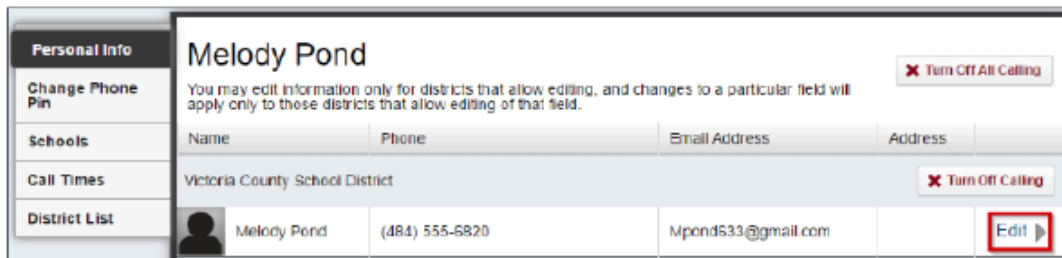 Personal Info
Change Phone
Pin
Schools
Call Times
District List
Melody Pond
Turn Off All Calling
You may edit information only for districts that allow editing, and changes to a particular field will
apply only to those districts that allow editing of that field.
Name Phone Email Address Address
Victoria County School District Turn Off Calling
Melody Pond (484) 555-6820 Mpond633@gmail.com Edit